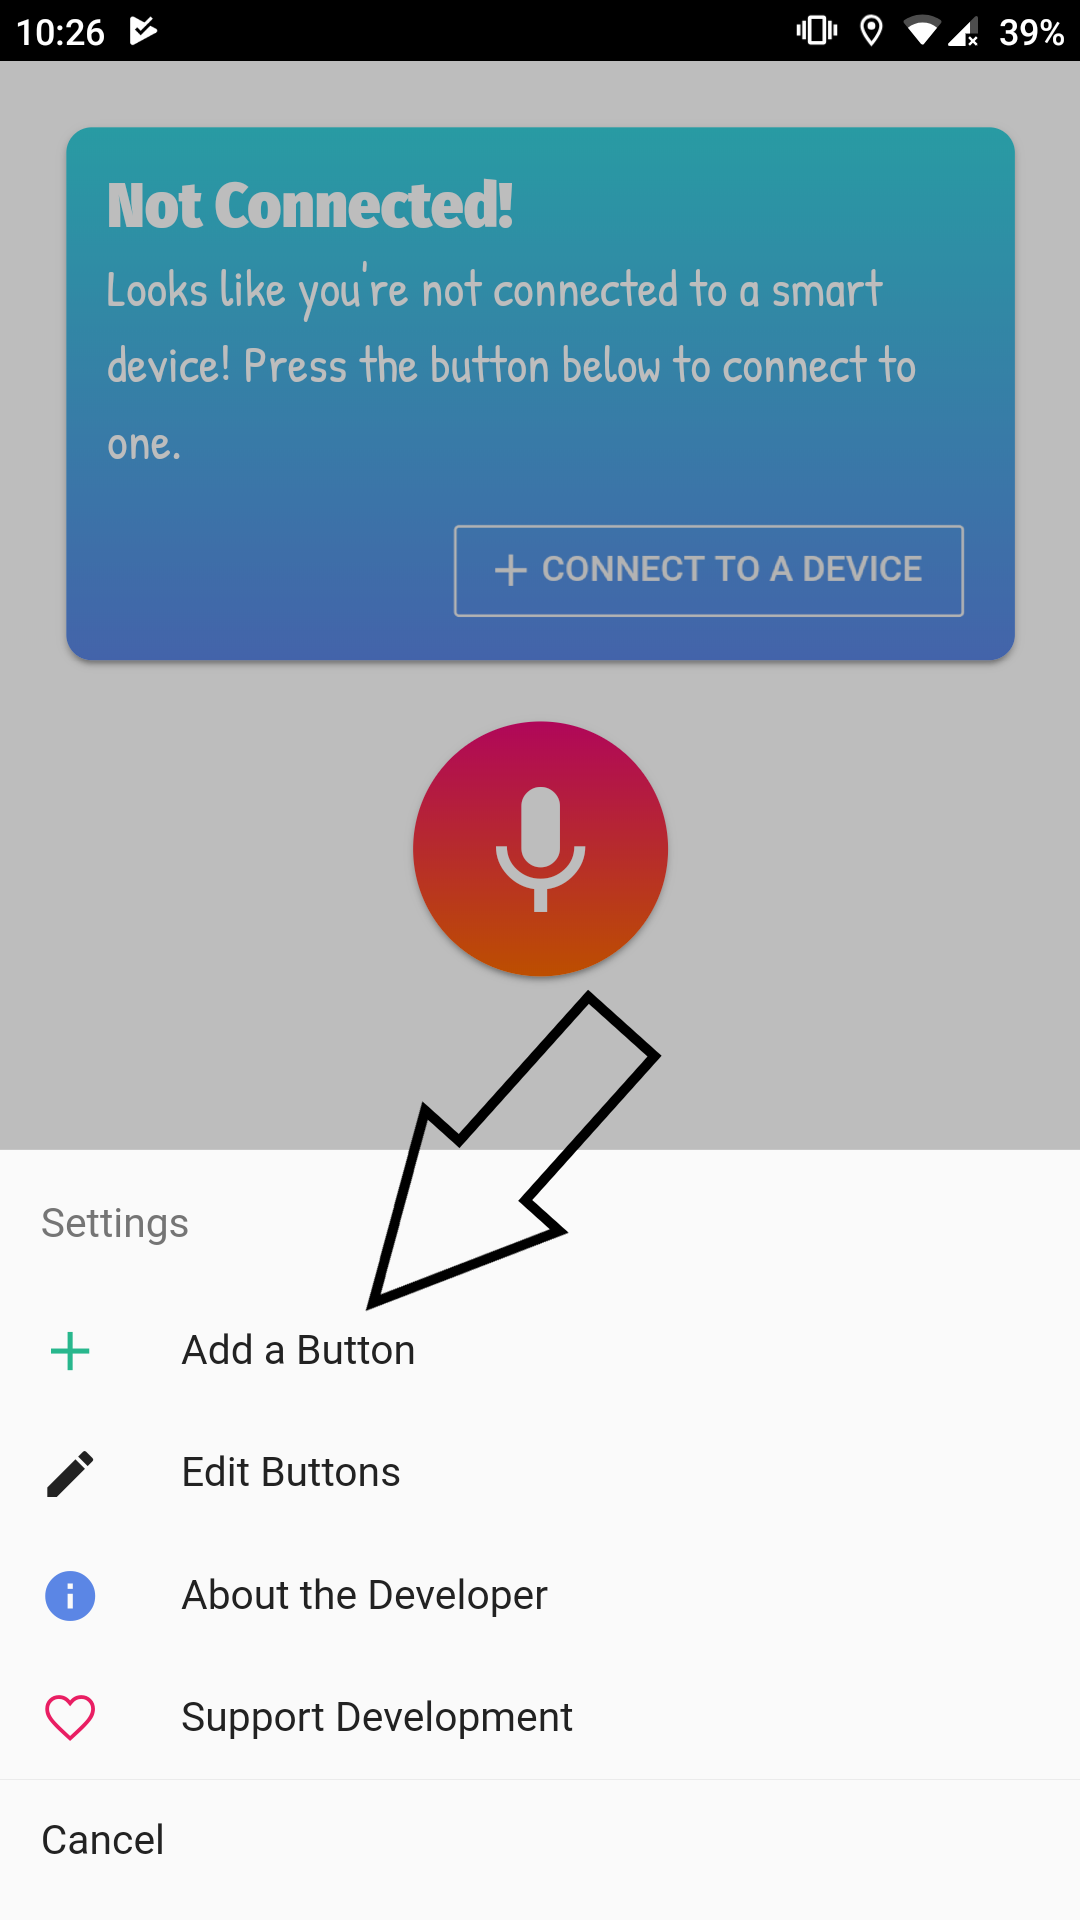 10:26
39%
Not Connected!
Looks like you're not connected to a smart
device! Press the button below to connect to
one.
CONNECT TO A DEVICE
Settings
Add a Button
Edit Buttons
About the Developer
Support Development
Cancel